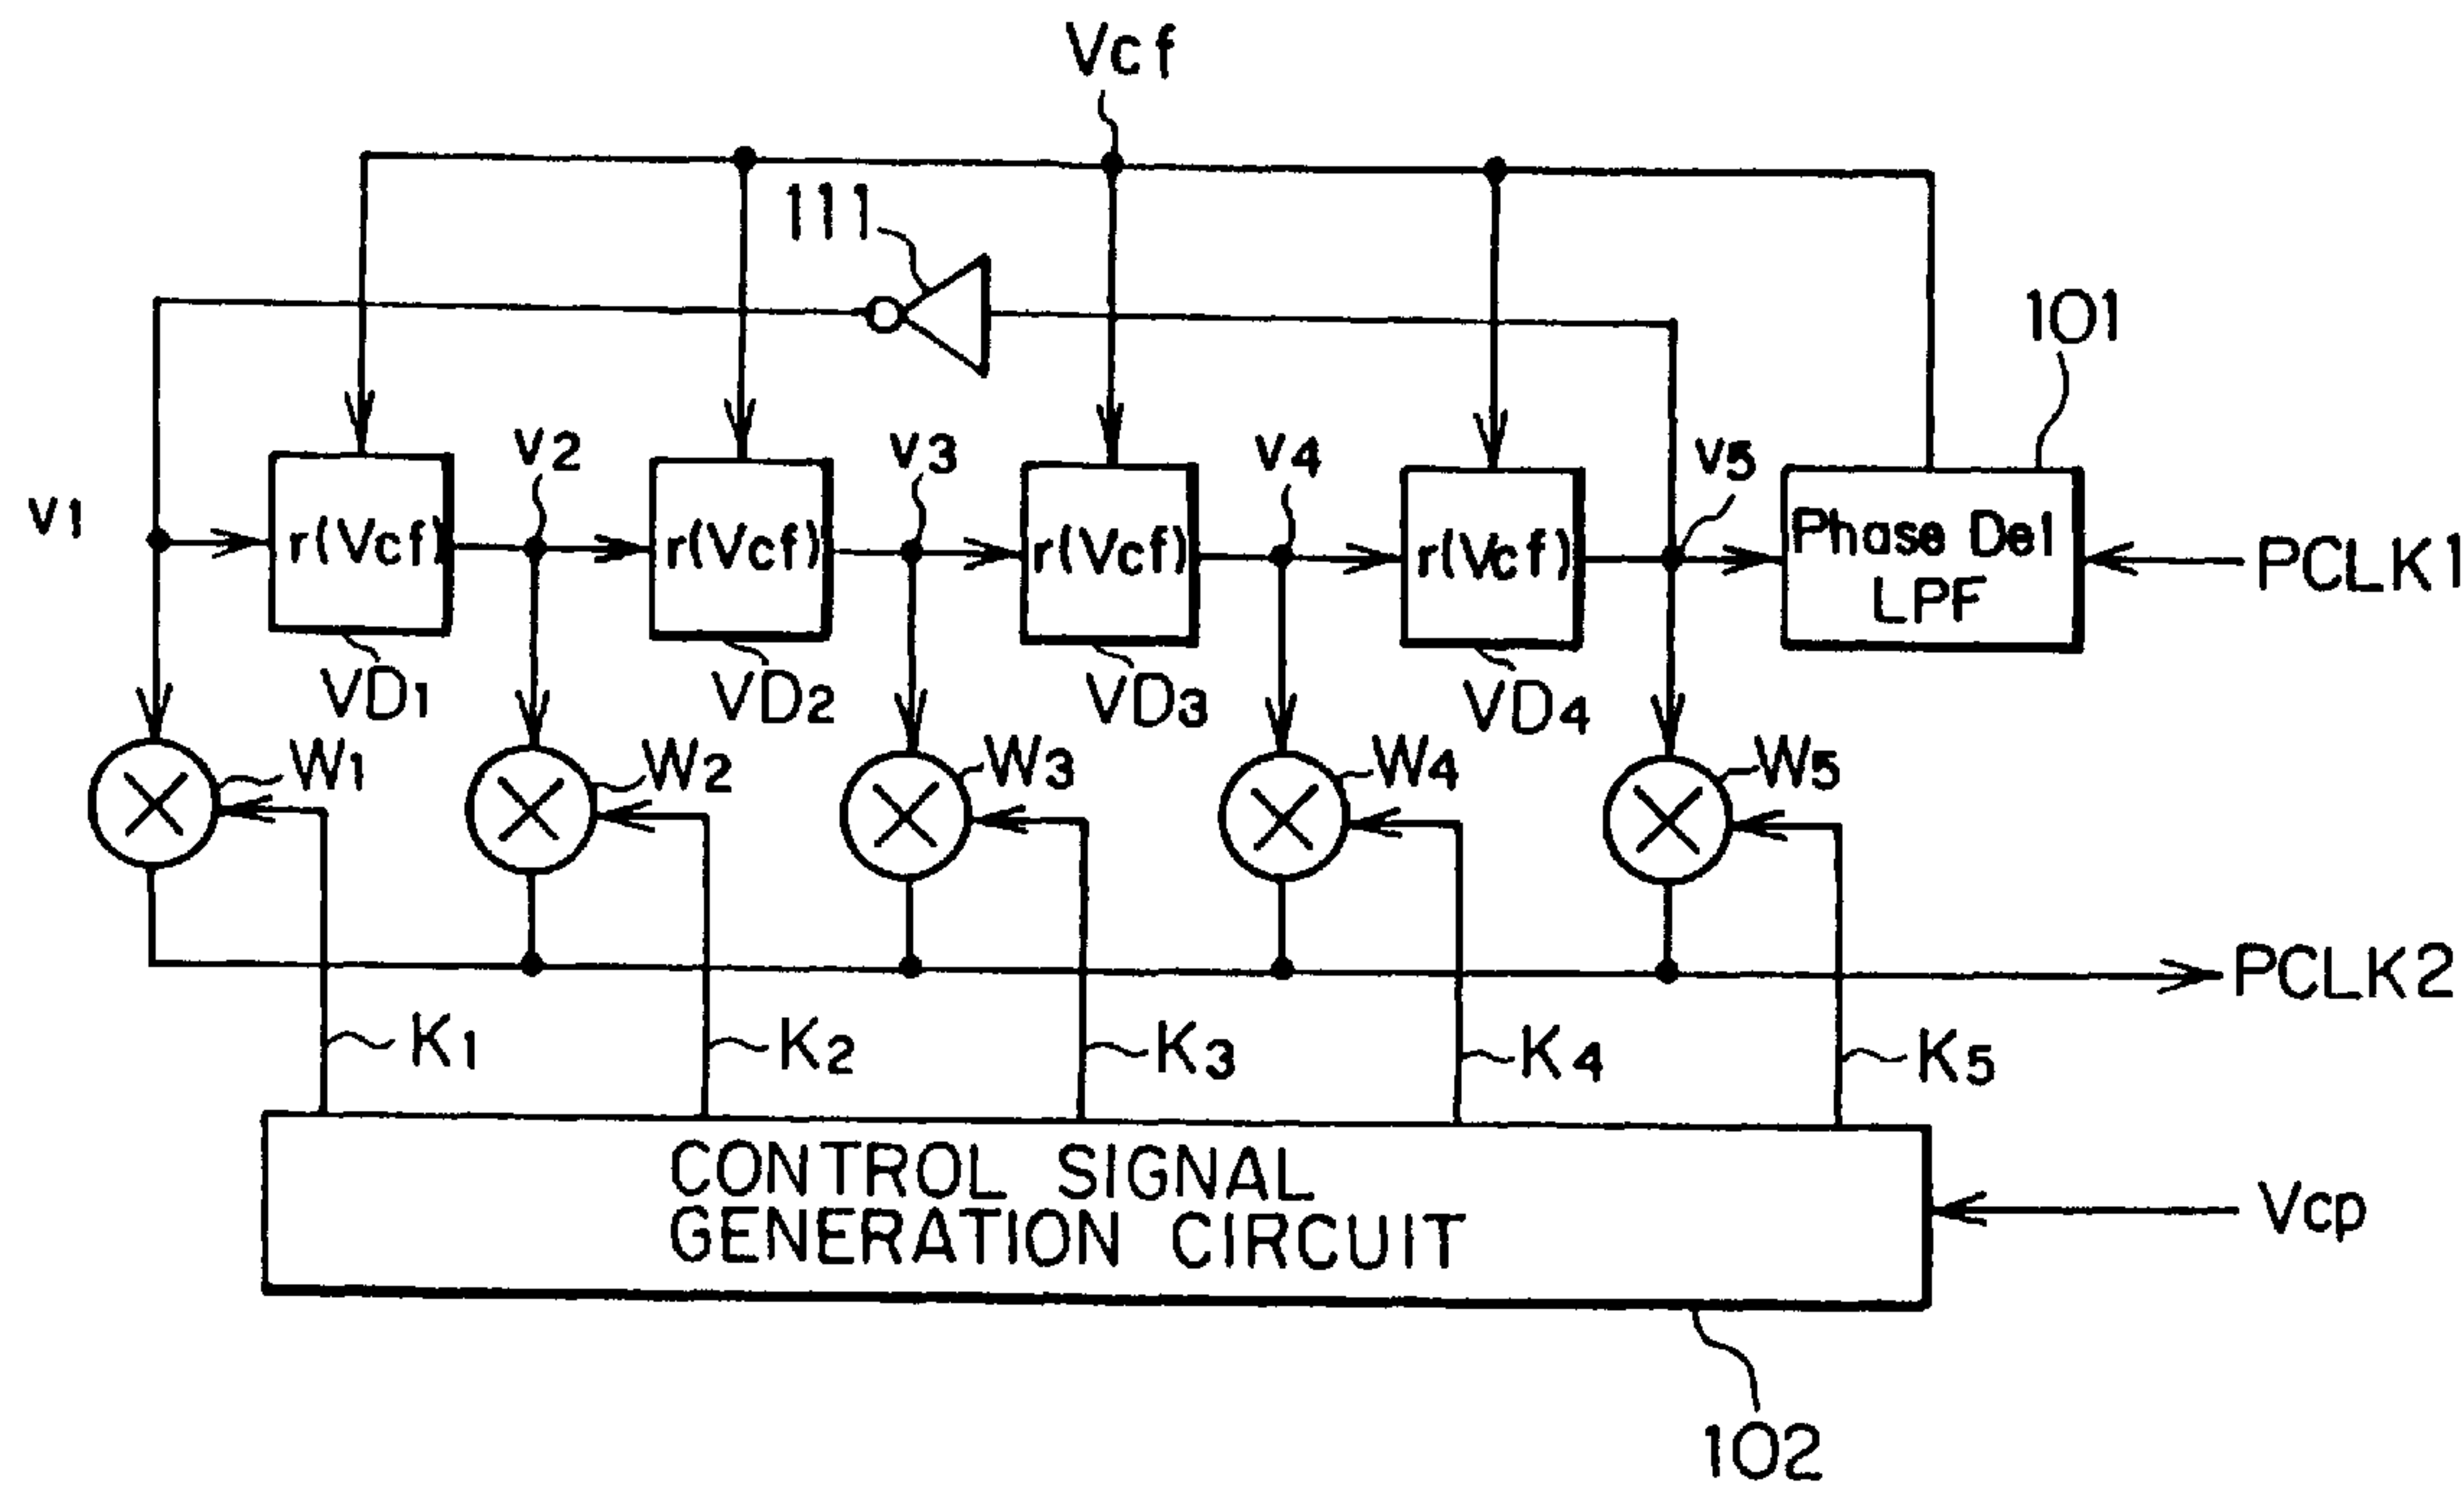 Vcf
111
101
v1
v2
v3
v4
v5
r(Vcf)
r(Vcf)
r(Vcf)
r(Vcf)
Phase Del
LPF
PCLK1
VD1
VD2
VD3
VD4
W1
W2
W3
W4
W5
PCLK2
K1
K2
K3
K4
K5
CONTROL SIGNAL
GENERATION CIRCUIT
Vcp
102